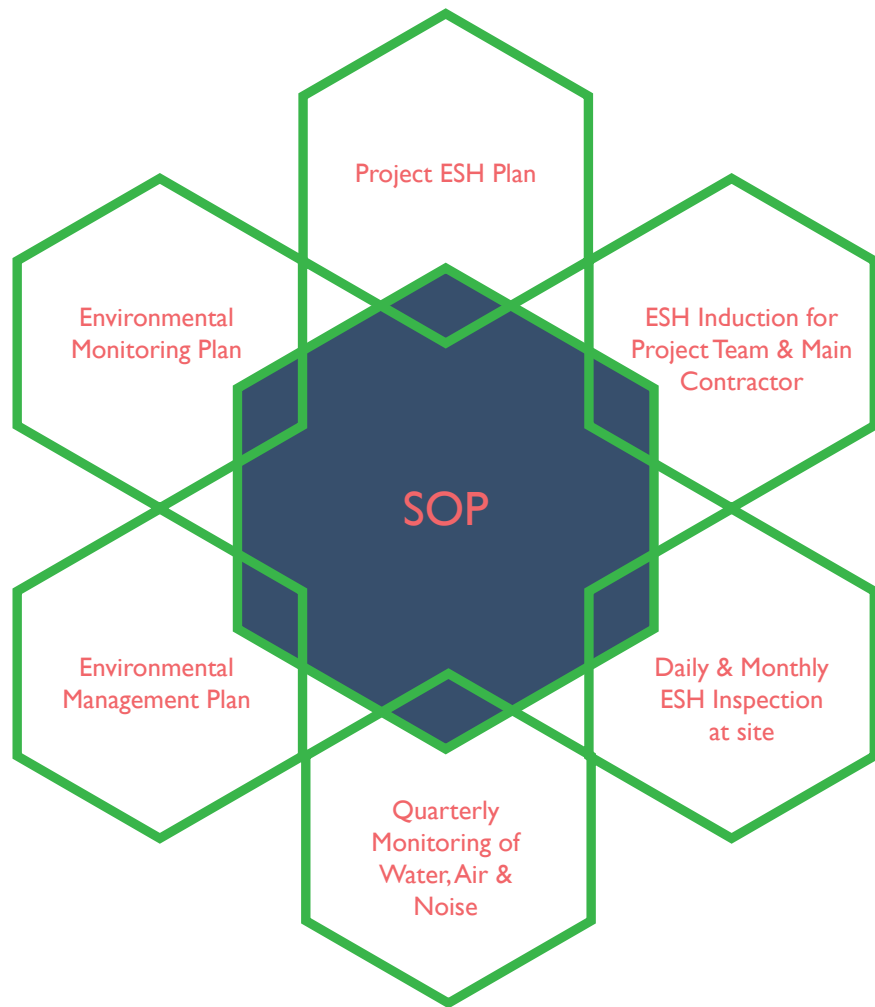 Project ESH Plan
Environmental
Monitoring Plan
ESH Induction for
Project Team & Main
Contractor
SOP
Environmental
Management Plan
Daily & Monthly
ESH Inspection
at site
Quarterly
Monitoring of
Water, Air &
Noise